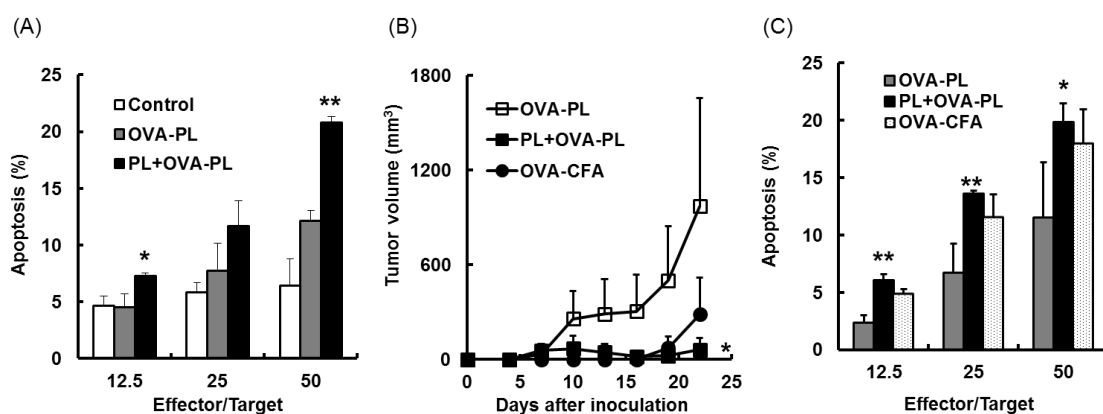 (A)
Apoptosis (%)
25
20
15
10
5
0
Control
OVA-PL
PL+OVA-PL
*
**
12.5 25 50
Effector/Target
(B)
Tumor volume (mm³)
1800
1200
600
0
OVA-PL
PL+OVA-PL
OVA-CFA
*
0 5 10 15 20 25
Days after inoculation
(C)
Apoptosis (%)
25
20
15
10
5
0
OVA-PL
PL+OVA-PL
OVA-CFA
**
**
*
12.5 25 50
Effector/Target